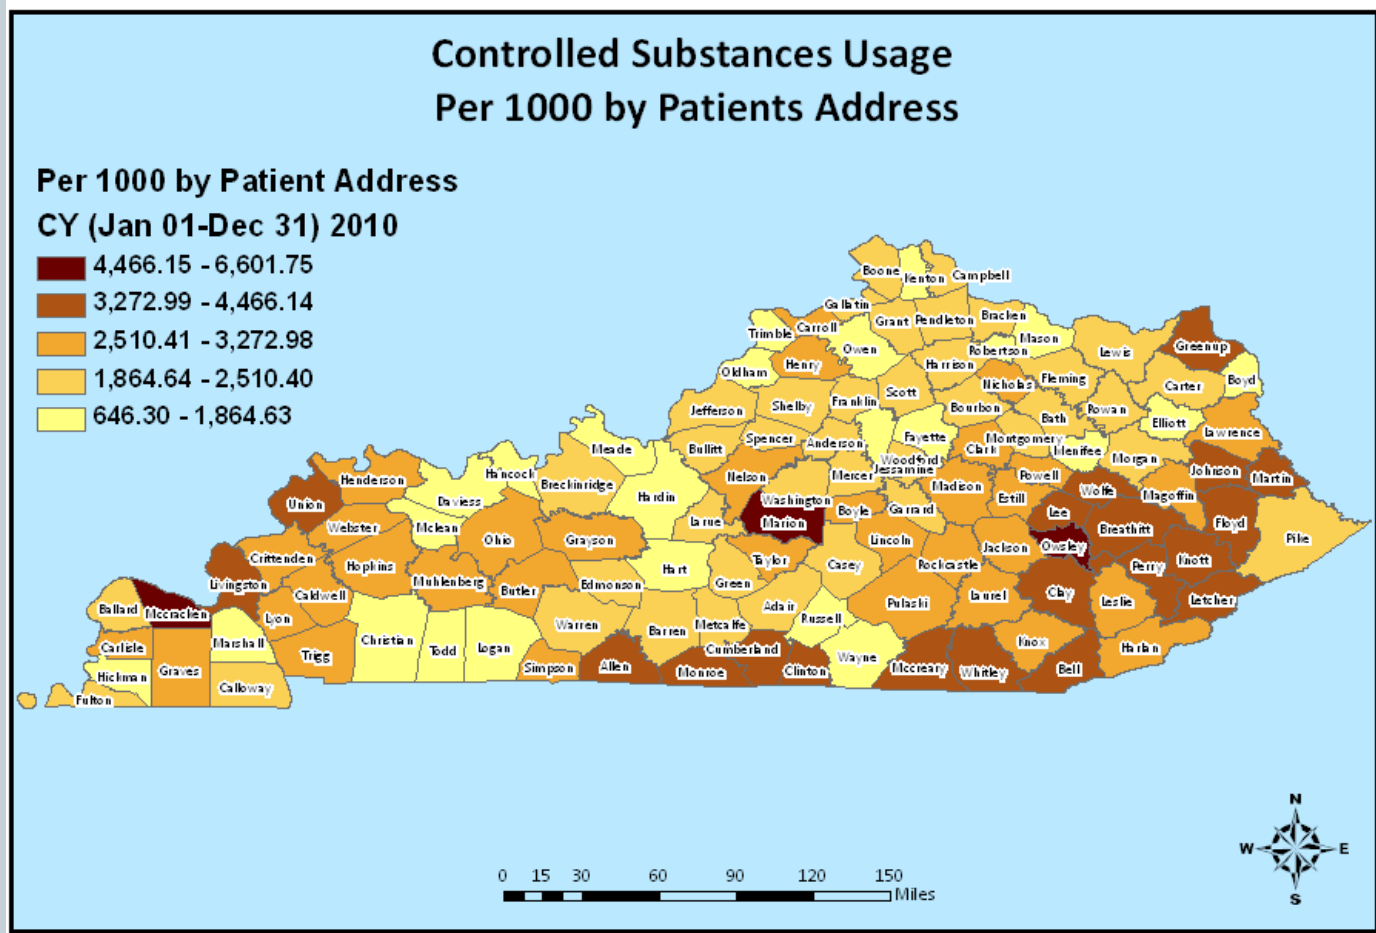 Controlled Substances Usage
Per 1000 by Patients Address
Per 1000 by Patient Address
CY (Jan 01-Dec 31) 2010
4,466.15 - 6,601.75
3,272.99 - 4,466.14
2,510.41 - 3,272.98
1,864.64 - 2,510.40
646.30 - 1,864.63
Boone
Kenton
Campbell
Gallatin
Grant
Pendleton
Bracken
Trimble
Carroll
Owen
Robertson
Mason
Lewis
Greenup
Oldham
Henry
Harrison
Nicholas
Fleming
Carter
Boyd
Jefferson
Shelby
Franklin
Scott
Bourbon
Bath
Rowan
Elliott
Lawrence
Bullitt
Spencer
Anderson
Fayette
Woodford
Clark
Montgomery
Menifee
Morgan
Meade
Hancock
Breckinridge
Hardin
Nelson
Mercer
Jessamine
Madison
Powell
Wolfe
Magoffin
Johnson
Martin
Henderson
Union
Daviess
Webster
Mclean
Ohio
Grayson
Larue
Washington
Marion
Boyle
Garrard
Estill
Lee
Breathitt
Floyd
Pike
Crittenden
Hopkins
Muhlenberg
Butler
Edmonson
Hart
Green
Taylor
Casey
Lincoln
Rockcastle
Jackson
Owsley
Perry
Knott
Livingston
Caldwell
Lyon
Ballard
Mccracken
Marshall
Christian
Todd
Logan
Warren
Barren
Metcalfe
Adair
Russell
Pulaski
Laurel
Clay
Leslie
Letcher
Carlisle
Hickman
Graves
Trigg
Calloway
Fulton
Simpson
Allen
Monroe
Cumberland
Clinton
Wayne
Mccreary
Whitley
Knox
Bell
Harlan
N
W
E
S
0 15 30 60 90 120 150
Miles